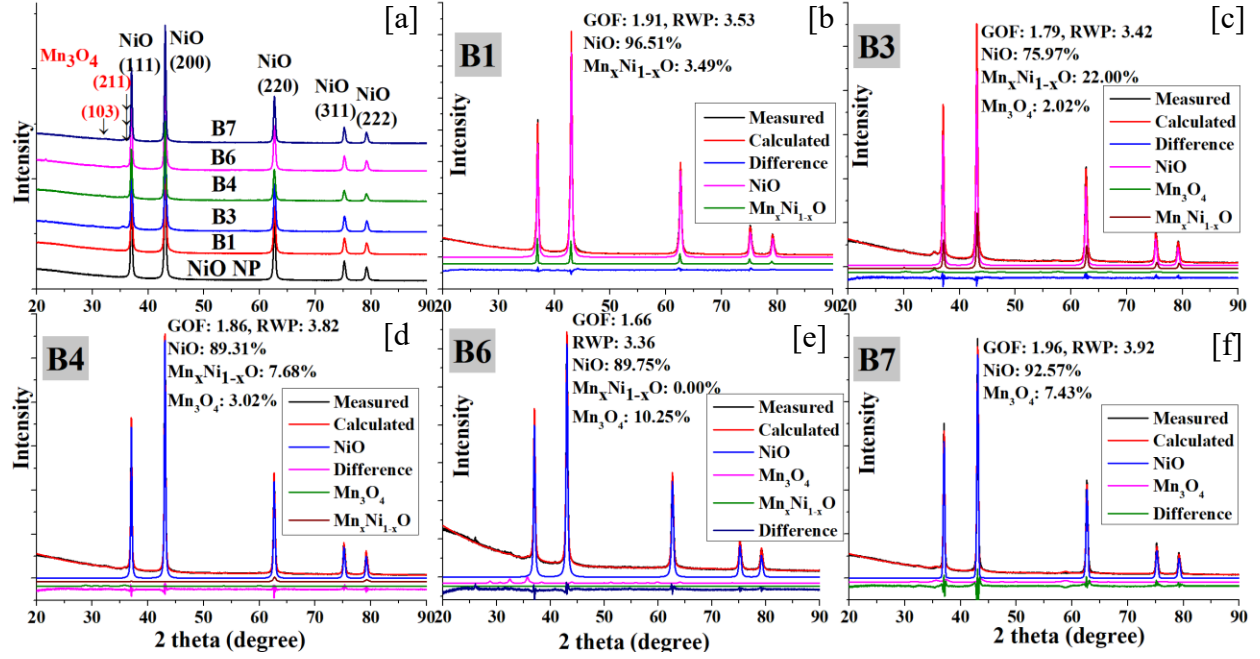 [a]
Intensity
Mn₃O₄
(211)
(103)
NiO
(111)
NiO
(200)
NiO
(220)
NiO
(311)
NiO
(222)
B7
B6
B4
B3
B1
NiO NP
20 30 40 50 60 70 80 90
[b]
B1
GOF: 1.91, RWP: 3.53
NiO: 96.51%
MnₓNi₁₋ₓO: 3.49%
Measured
Calculated
Difference
NiO
MnₓNi₁₋ₓO
Intensity
20 30 40 50 60 70 80 90
[c]
B3
GOF: 1.79, RWP: 3.42
NiO: 75.97%
MnₓNi₁₋ₓO: 22.00%
Mn₃O₄: 2.02%
Measured
Calculated
Difference
NiO
Mn₃O₄
MnₓNi₁₋ₓO
Intensity
20 30 40 50 60 70 80 90
[d]
B4
GOF: 1.86, RWP: 3.82
NiO: 89.31%
MnₓNi₁₋ₓO: 7.68%
Mn₃O₄: 3.02%
Measured
Calculated
NiO
Difference
Mn₃O₄
MnₓNi₁₋ₓO
Intensity
20 30 40 50 60 70 80 90
2 theta (degree)
[e]
B6
GOF: 1.66
RWP: 3.36
NiO: 89.75%
MnₓNi₁₋ₓO: 0.00%
Mn₃O₄: 10.25%
Measured
Calculated
NiO
Mn₃O₄
MnₓNi₁₋ₓO
Difference
Intensity
20 30 40 50 60 70 80 90
2 theta (degree)
[f]
B7
GOF: 1.96, RWP: 3.92
NiO: 92.57%
Mn₃O₄: 7.43%
Measured
Calculated
NiO
Mn₃O₄
Difference
Intensity
20 30 40 50 60 70 80 90
2 theta (degree)